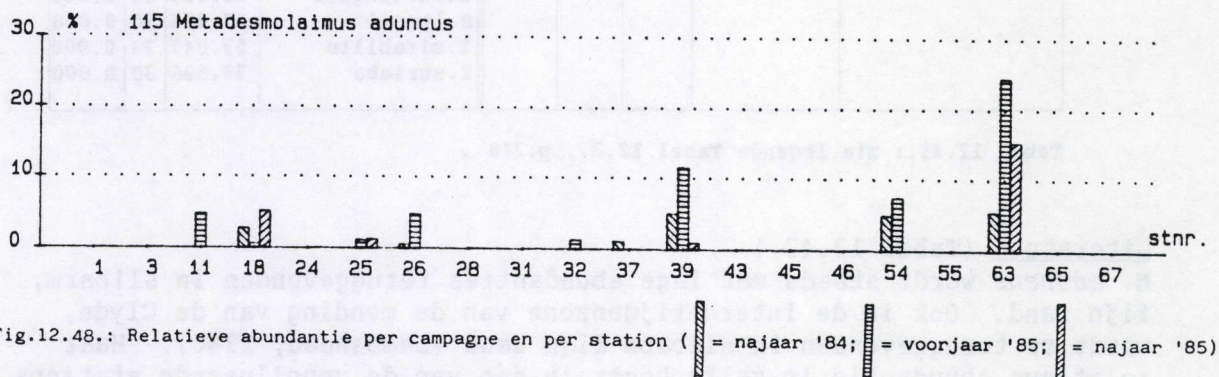 % 115 Metadesmolaimus aduncus
30
20
10
0
stnr.
1 3 11 18 24 25 26 28 31 32 37 39 43 45 46 54 55 63 65 67
Fig.12.48.: Relatieve abundantie per campagne en per station ( = najaar '84; = voorjaar '85; = najaar '85)